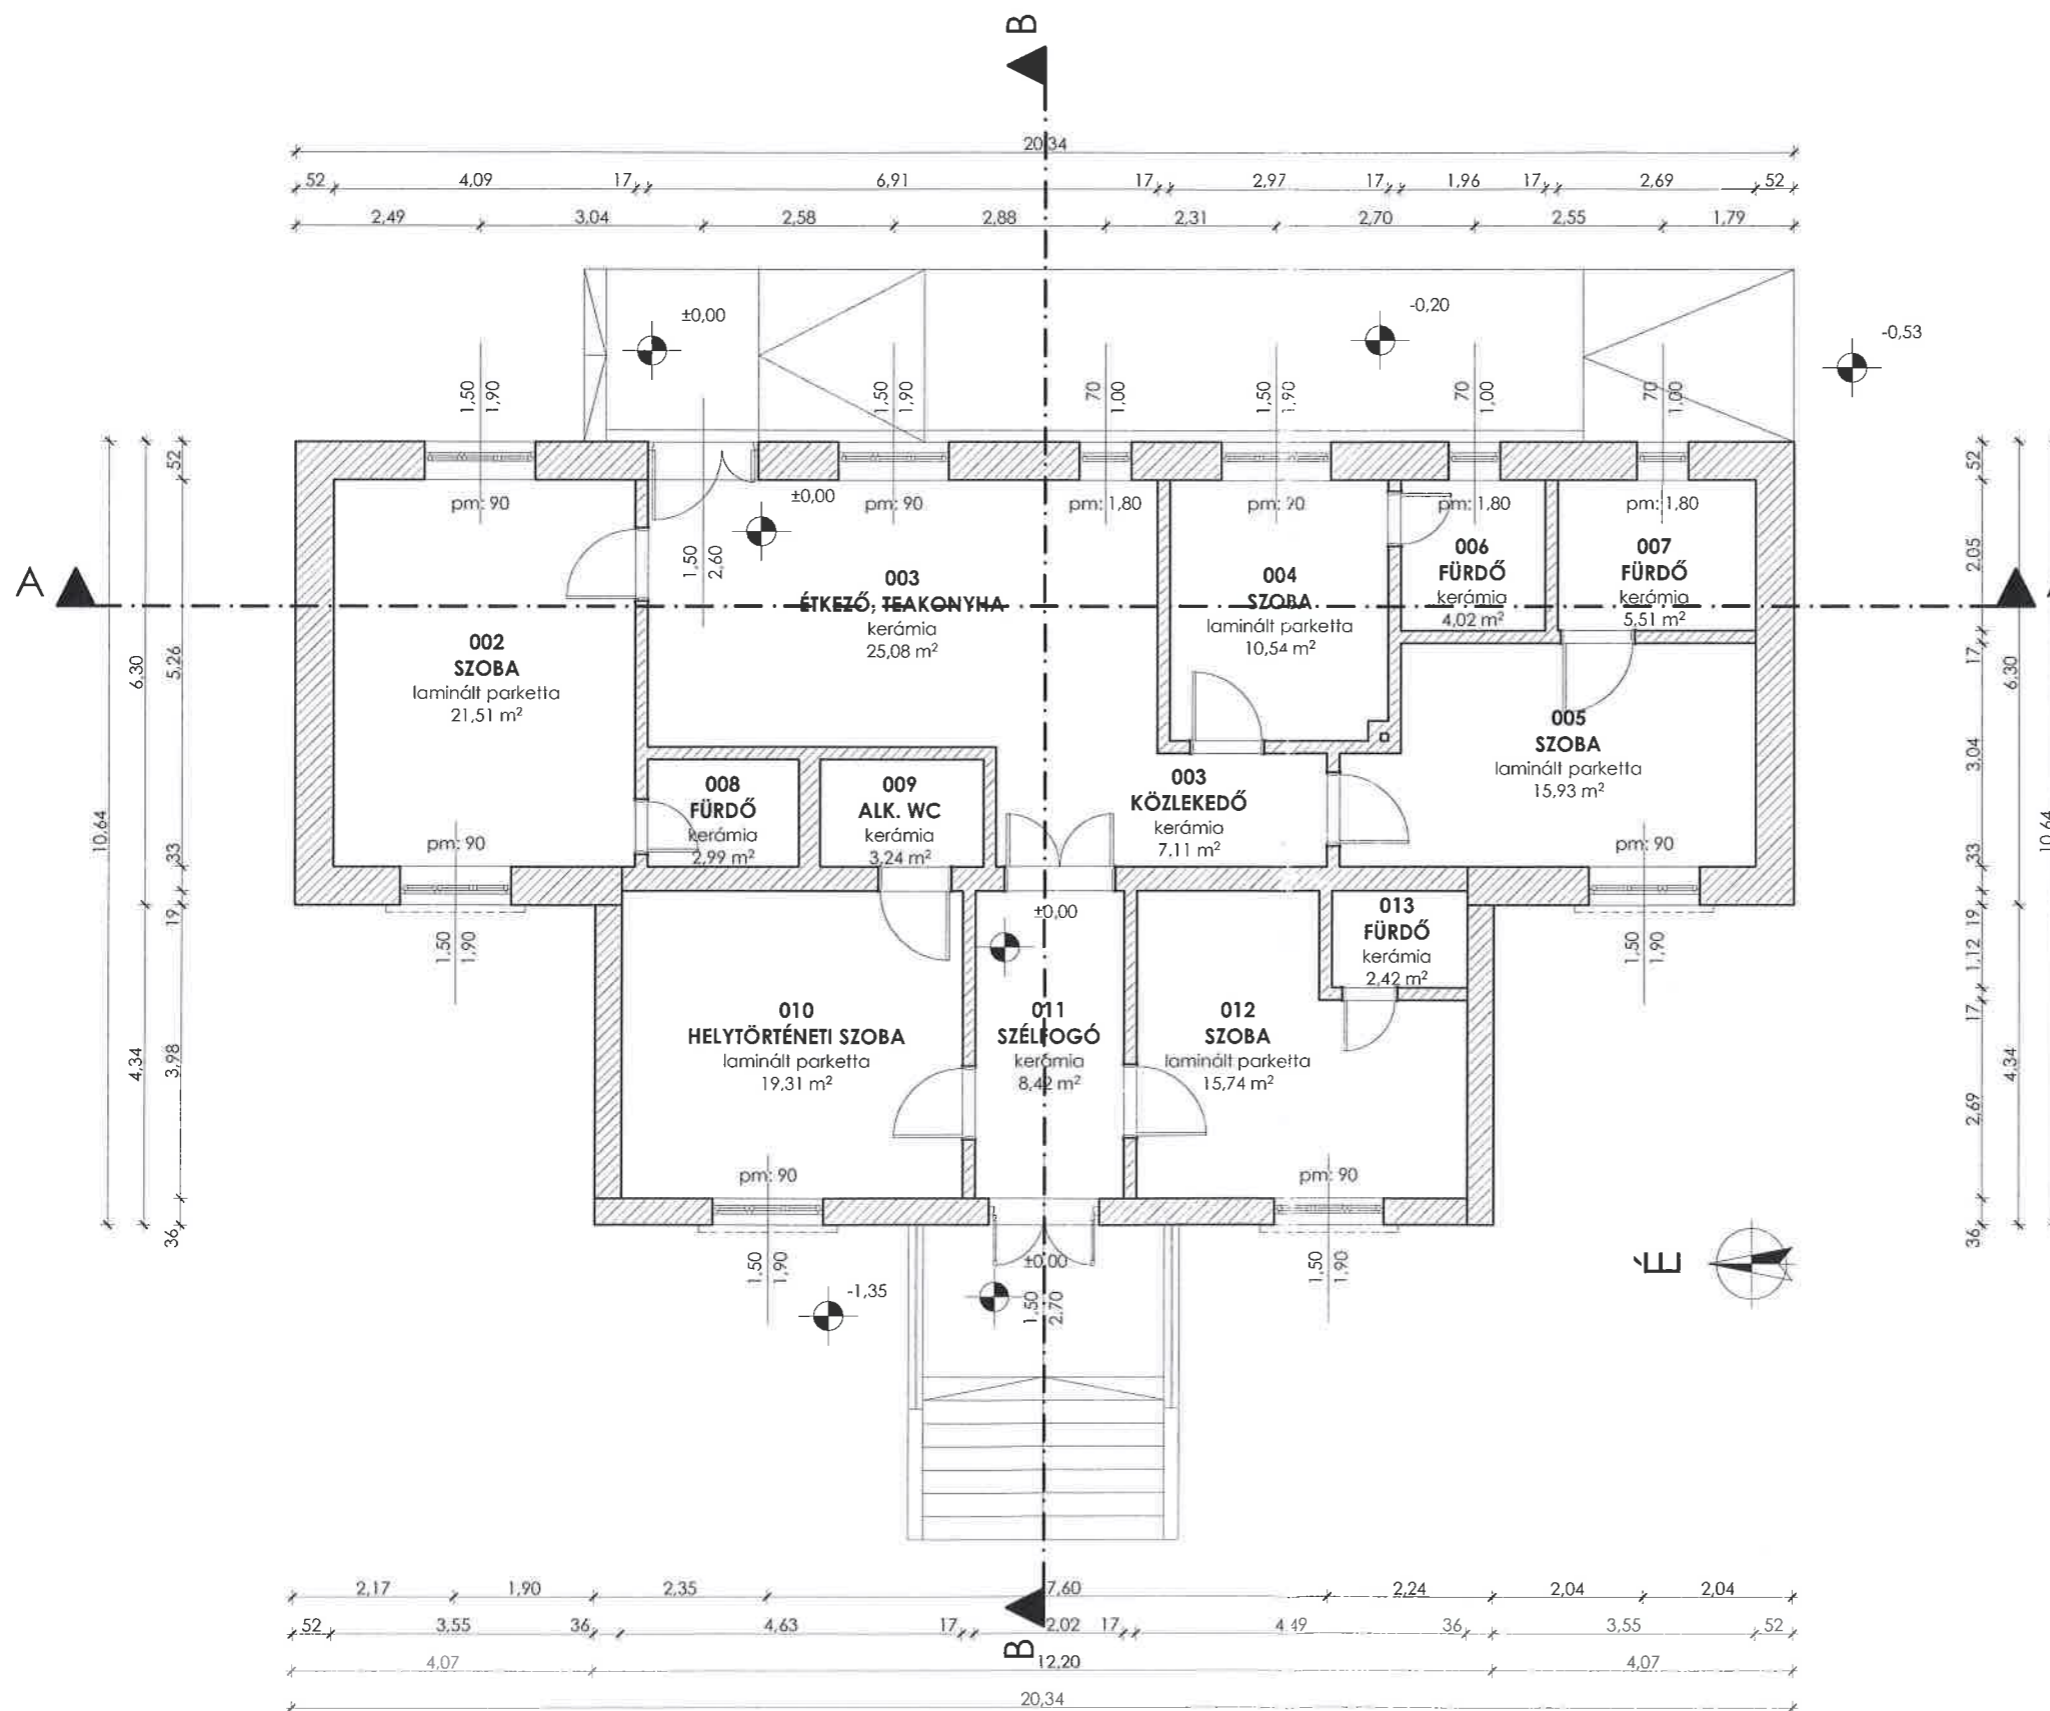 B
20,34
52 4,09 17 6,91 17 2,97 17 1,96 17 2,69 52
2,49 3,04 2,58 2,88 2,31 2,70 2,55 1,79
±0,00
-0,20
-0,53
1,50 1,90
1,50 1,90
70 1,00
1,50 1,90
70 1,00
70 1,00
pm: 90
±0,00
pm: 90
pm: 1,80
pm: 90
pm: 1,80
pm: 1,80
1,50 2,60
A
002
SZOBA
laminált parketta
21,51 m²
003
ÉTKEZŐ, TEAKONYHA
kerámia
25,08 m²
004
SZOBA
laminált parketta
10,54 m²
006
FÜRDŐ
kerámia
4,02 m²
007
FÜRDŐ
kerámia
5,51 m²
005
SZOBA
laminált parketta
15,93 m²
008
FÜRDŐ
kerámia
2,99 m²
009
ALK. WC
kerámia
3,24 m²
003
KÖZLEKEDŐ
kerámia
7,11 m²
pm: 90
pm: 90
1,50 1,90
1,50 1,90
±0,00
013
FÜRDŐ
kerámia
2,42 m²
010
HELYTÖRTÉNETI SZOBA
laminált parketta
19,31 m²
011
SZÉLFOGÓ
kerámia
8,42 m²
012
SZOBA
laminált parketta
15,74 m²
pm: 90
pm: 90
1,50 1,90
1,50 1,90
±0,00
1,50 2,70
-1,35
É
10,64
6,30 4,34
52 5,26 33 19 3,98 36
52 2,05 17 3,04 33 19 1,12 17 2,69 36
6,30 4,34
10,64
2,17 1,90 2,35 7,60 2,24 2,04 2,04
52 3,55 36 4,63 17 2,02 17 4,49 36 3,55 52
B
4,07 12,20 4,07
20,34